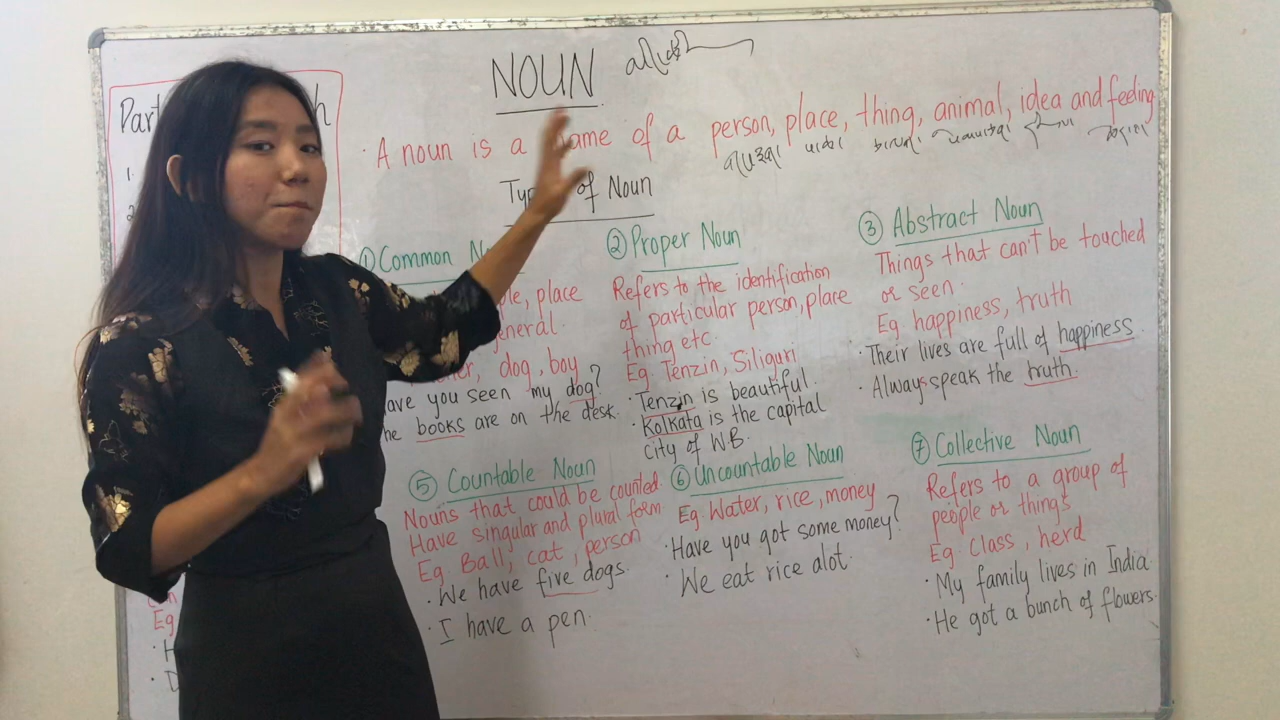 NOUN
Part
h
A noun is a name of a person, place, thing, animal, idea and feeling
1.
2
of Noun
① Common
② Proper Noun
③ Abstract Noun
place
general.
dog, boy
have you seen my dog?
books are on the desk.
Refers to the identification
of particular person, place
thing etc.
Eg. Tenzin, Siliguri
· Tenzin is beautiful.
· Kolkata is the capital
city of WB.
Things that can't be touched
or seen.
Eg happiness, truth
· Their lives are full of happiness.
· Always speak the truth.
⑤ Countable Noun
Nouns that could be counted.
Have singular and plural form
Eg. Ball, cat, person
· We have five dogs.
· I have a pen.
⑥ Uncountable Noun
Eg Water, rice, money
· Have you got some money?
· We eat rice alot.
⑦ Collective Noun
Refers to a group of
people or things
Eg. Class, herd
· My family lives in India.
· He got a bunch of flowers.
Eg